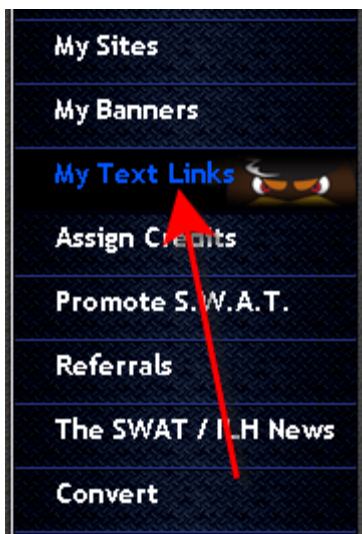 My Sites
My Banners
My Text Links
Assign Credits
Promote S.W.A.T.
Referrals
The SWAT / ILH News
Convert